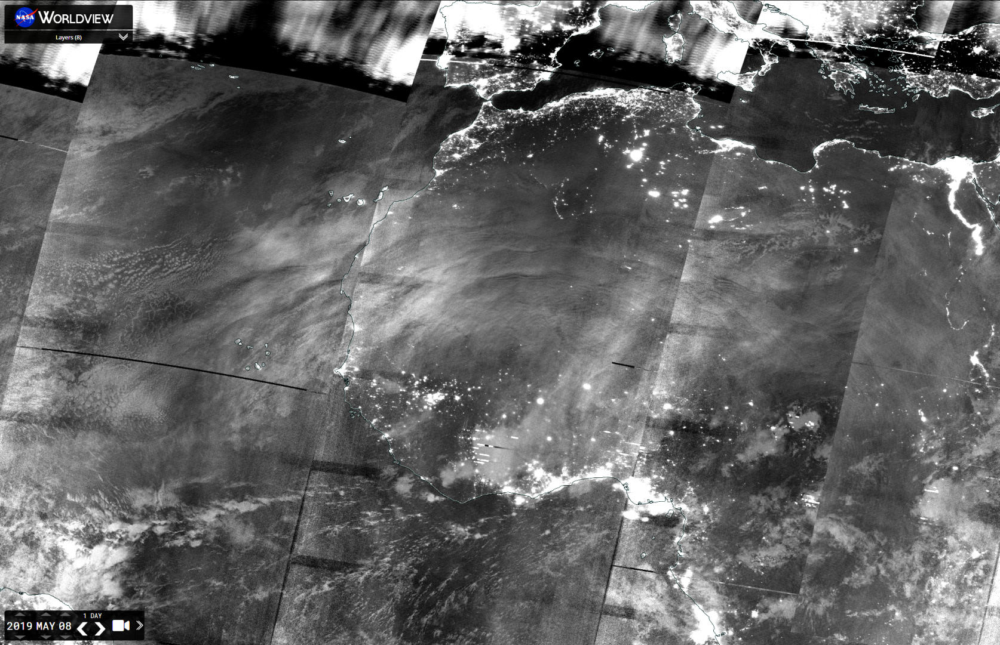 NASA WORLDVIEW
Layers (8)
1 DAY
2019 MAY 08